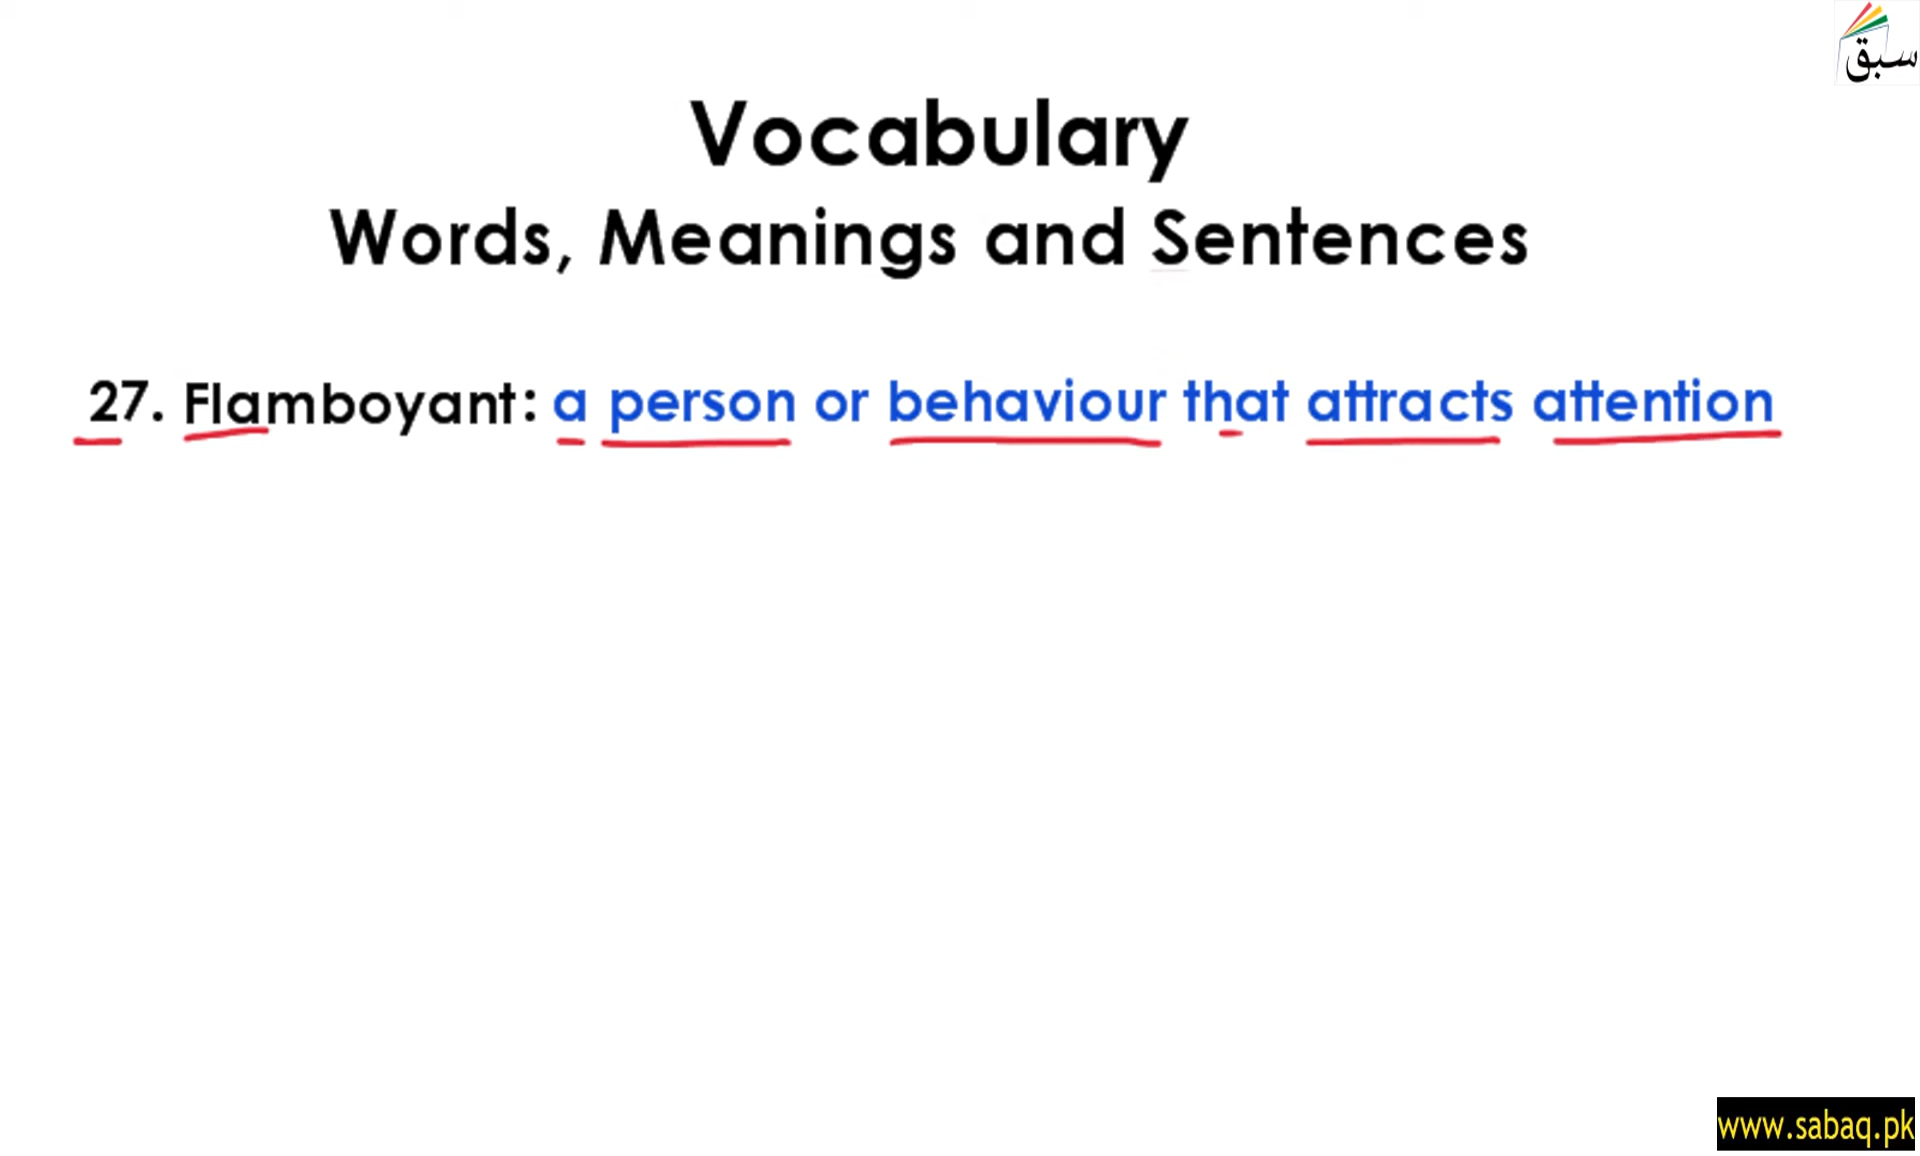 سبق
Vocabulary
Words, Meanings and Sentences
27. Flamboyant: a person or behaviour that attracts attention
www.sabaq.pk